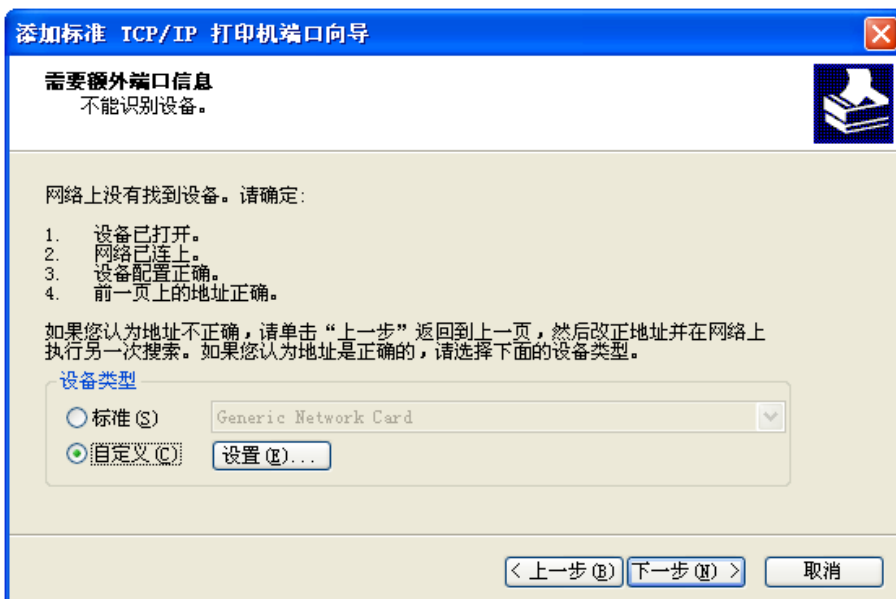 添加标准 TCP/IP 打印机端口向导
需要额外端口信息
不能识别设备。
网络上没有找到设备。请确定:
1. 设备已打开。
2. 网络已连上。
3. 设备配置正确。
4. 前一页上的地址正确。
如果您认为地址不正确，请单击“上一步”返回到上一页，然后改正地址并在网络上
执行另一次搜索。如果您认为地址是正确的，请选择下面的设备类型。
设备类型
标准(S) Generic Network Card
自定义(C) 设置(E)...
< 上一步(B) 下一步(N) > 取消